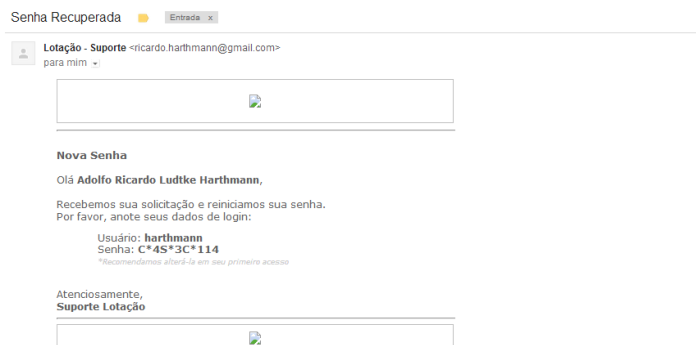 Senha Recuperada
Entrada x
Lotação - Suporte <ricardo.harthmann@gmail.com>
para mim
Nova Senha
Olá Adolfo Ricardo Ludtke Harthmann,
Recebemos sua solicitação e reiniciamos sua senha.
Por favor, anote seus dados de login:
Usuário: harthmann
Senha: C*4S*3C*114
*Recomendamos alterá-la em seu primeiro acesso
Atenciosamente,
Suporte Lotação